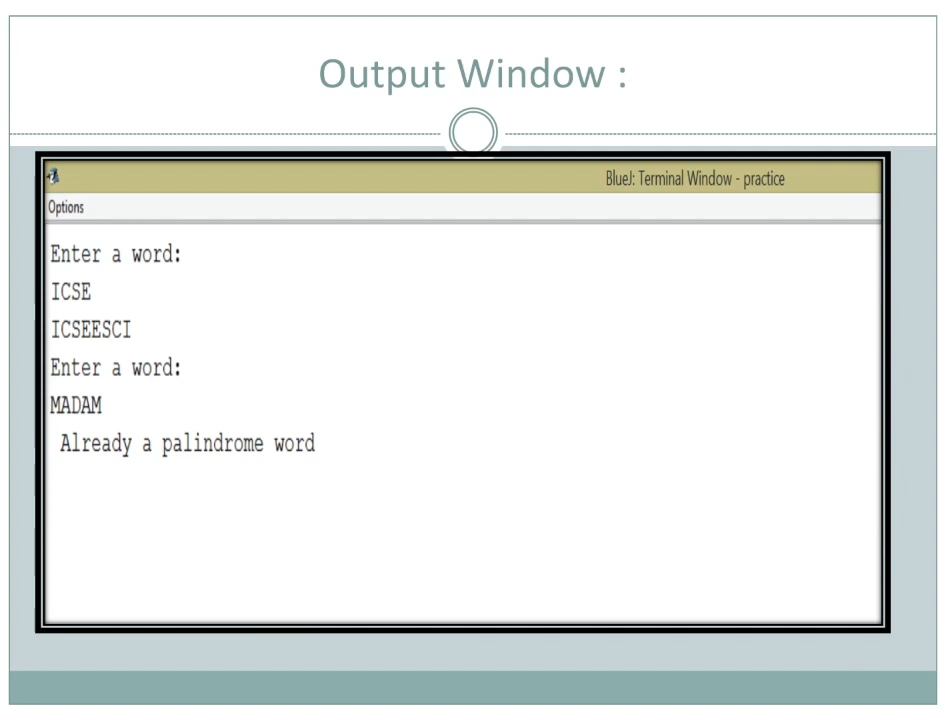 Output Window :
BlueJ: Terminal Window - practice
Options
Enter a word:
ICSE
ICSEESCI
Enter a word:
MADAM
Already a palindrome word